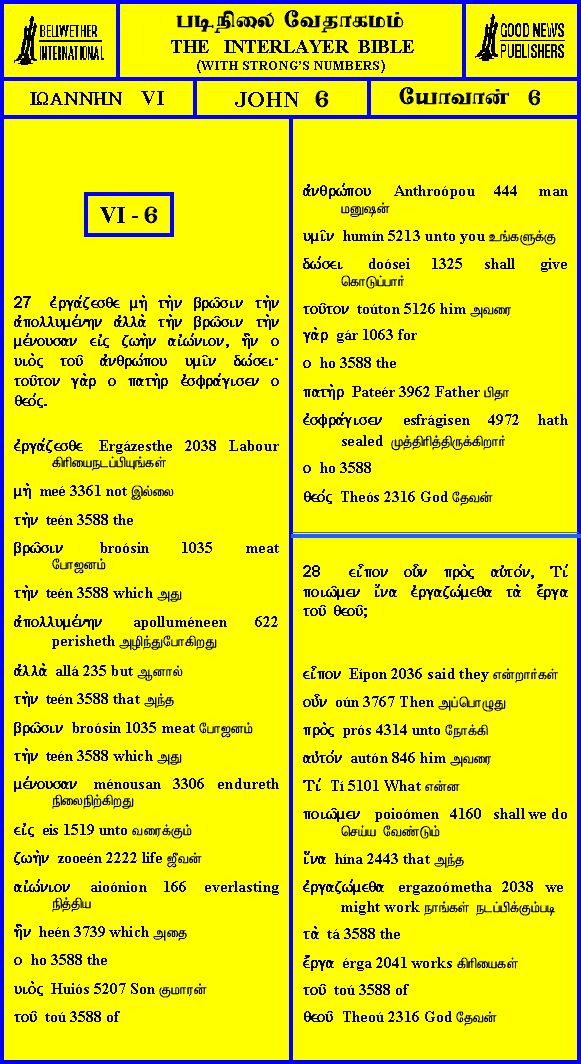 BELIWETHER
INTERNATIONAL
படிநிலை வேதாகமம்
THE INTERLAYER BIBLE
(WITH STRONG'S NUMBERS)
GOOD NEWS
PUBLISHERS
ΙΩΑΝΝΗΝ VI
JOHN 6
யோவான் 6
VI - 6
27 ἐργάζεσθε μὴ τὴν βρῶσιν τὴν
ἀπολλυμένην ἀλλὰ τὴν βρῶσιν τὴν
μένουσαν εἰς ζωὴν αἰώνιον, ἣν ο
υιὸς τοῦ ἀνθρώπου υμῖν δώσει·
τοῦτον γὰρ ο πατὴρ ἐσφράγισεν ο
θεός.
ἐργάζεσθε Ergázesthe 2038 Labour
கிரியைநடப்பியுங்கள்
μὴ meé 3361 not இல்லை
τὴν teén 3588 the
βρῶσιν broósin 1035 meat
போஜனம்
τὴν teén 3588 which அது
ἀπολλυμένην apolluméneen 622
perisheth அழிந்துபோகிறது
ἀλλὰ allá 235 but ஆனால்
τὴν teén 3588 that அந்த
βρῶσιν broósin 1035 meat போஜனம்
τὴν teén 3588 which அது
μένουσαν ménousan 3306 endureth
நிலைநிற்கிறது
εἰς eis 1519 unto வரைக்கும்
ζωὴν zooeén 2222 life ஜீவன்
αἰώνιον aioónion 166 everlasting
நித்திய
ἣν heén 3739 which அதை
ο ho 3588 the
υιὸς Huiós 5207 Son குமாரன்
τοῦ toú 3588 of
ἀνθρώπου Anthroópou 444 man
மனுஷன்
υμῖν humín 5213 unto you உங்களுக்கு
δώσει doósei 1325 shall give
கொடுப்பார்
τοῦτον toúton 5126 him அவரை
γὰρ gár 1063 for
ο ho 3588 the
πατὴρ Pateér 3962 Father பிதா
ἐσφράγισεν esfrágisen 4972 hath
sealed முத்திரித்திருக்கிறார்
ο ho 3588
θεός Theós 2316 God தேவன்
28 εἶπον οὖν πρὸς αὐτόν, Τί
ποιῶμεν ἵνα ἐργαζώμεθα τὰ ἔργα
τοῦ θεοῦ;
εἶπον Eípon 2036 said they என்றார்கள்
οὖν oún 3767 Then அப்பொழுது
πρὸς prós 4314 unto நோக்கி
αὐτόν autón 846 him அவரை
Τί Tí 5101 What என்ன
ποιῶμεν poioómen 4160 shall we do
செய்ய வேண்டும்
ἵνα hína 2443 that அந்த
ἐργαζώμεθα ergazoómetha 2038 we
might work நாங்கள் நடப்பிக்கும்படி
τὰ tá 3588 the
ἔργα érga 2041 works கிரியைகள்
τοῦ toú 3588 of
θεοῦ Theoú 2316 God தேவன்